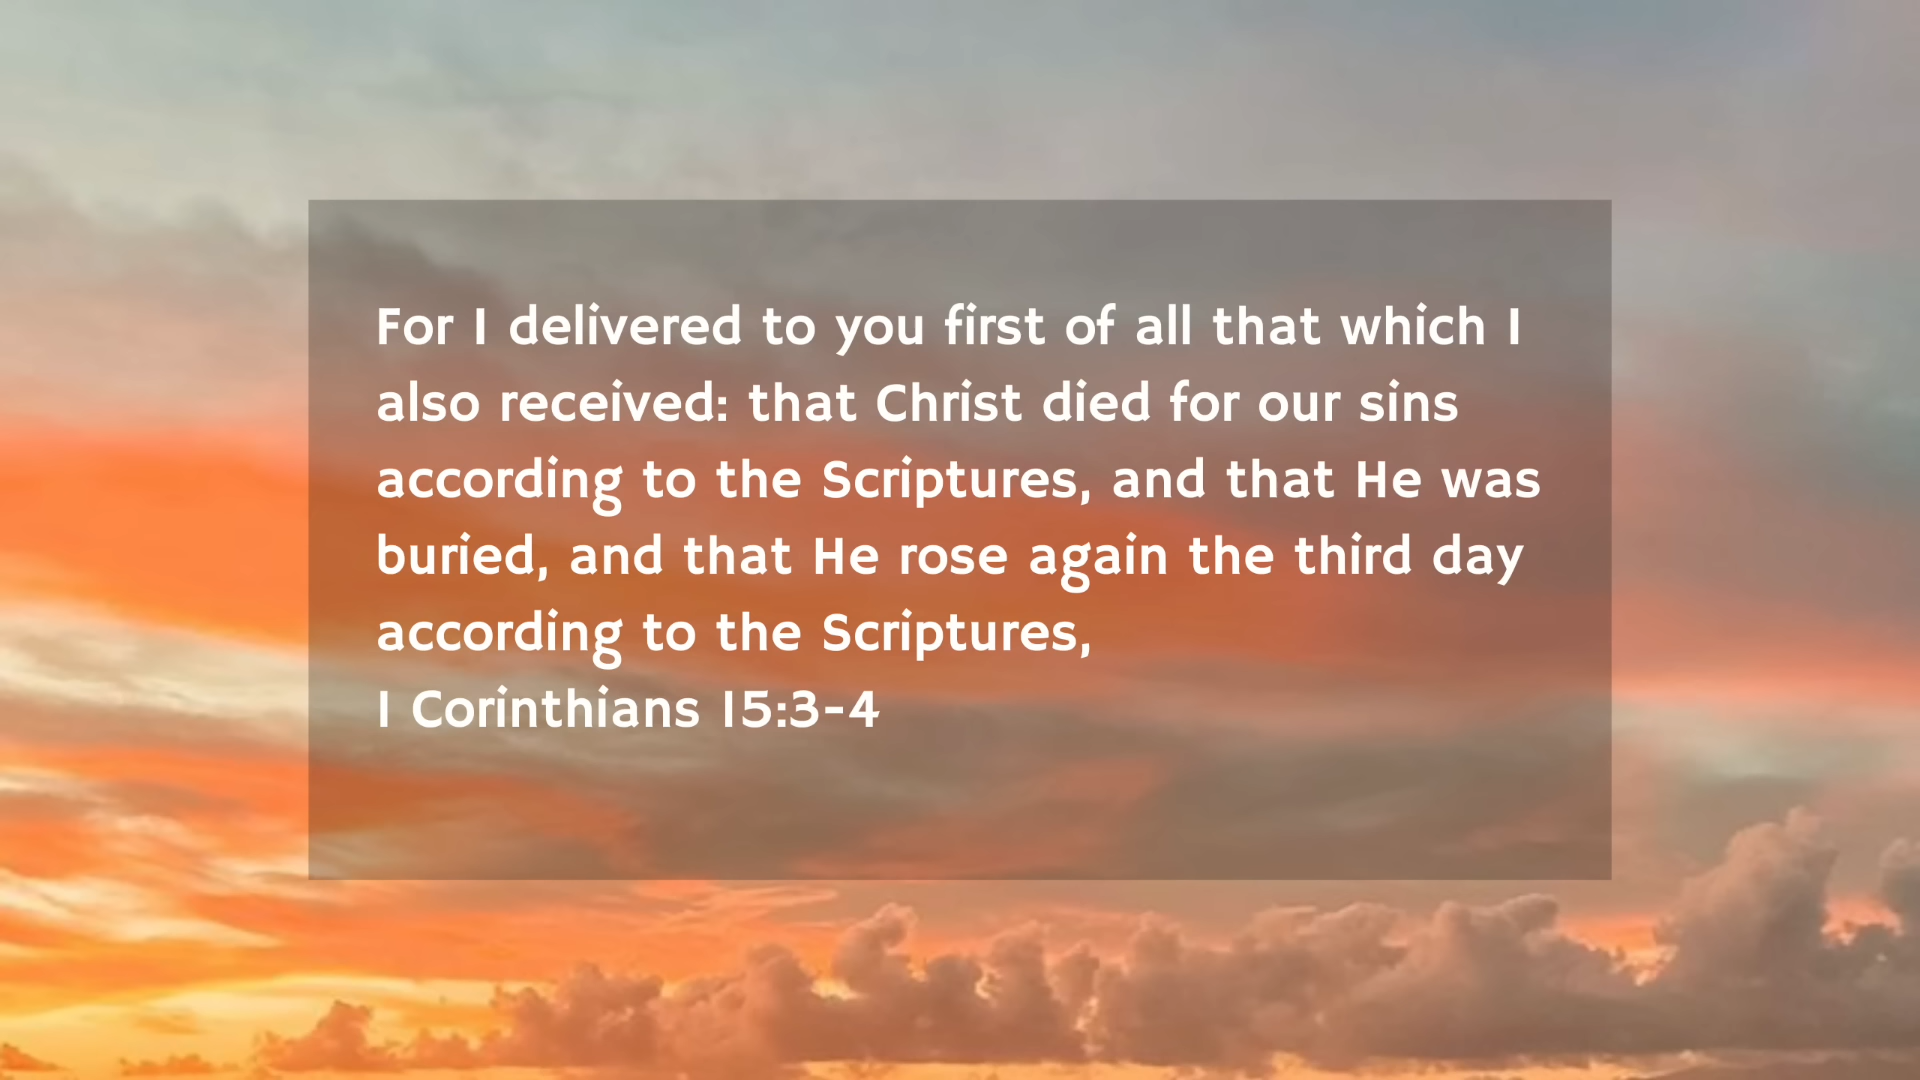 For I delivered to you first of all that which I
also received: that Christ died for our sins
according to the Scriptures, and that He was
buried, and that He rose again the third day
according to the Scriptures,
1 Corinthians 15:3-4